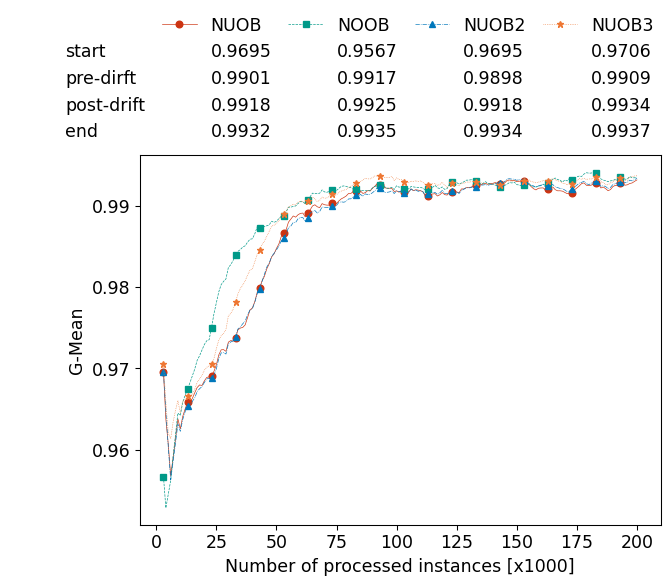 NUOB NOOB NUOB2 NUOB3
start 0.9695 0.9567 0.9695 0.9706
pre-dirft 0.9901 0.9917 0.9898 0.9909
post-drift 0.9918 0.9925 0.9918 0.9934
end 0.9932 0.9935 0.9934 0.9937
0.99
0.98
0.97
0.96
G-Mean
0 25 50 75 100 125 150 175 200
Number of processed instances [x1000]